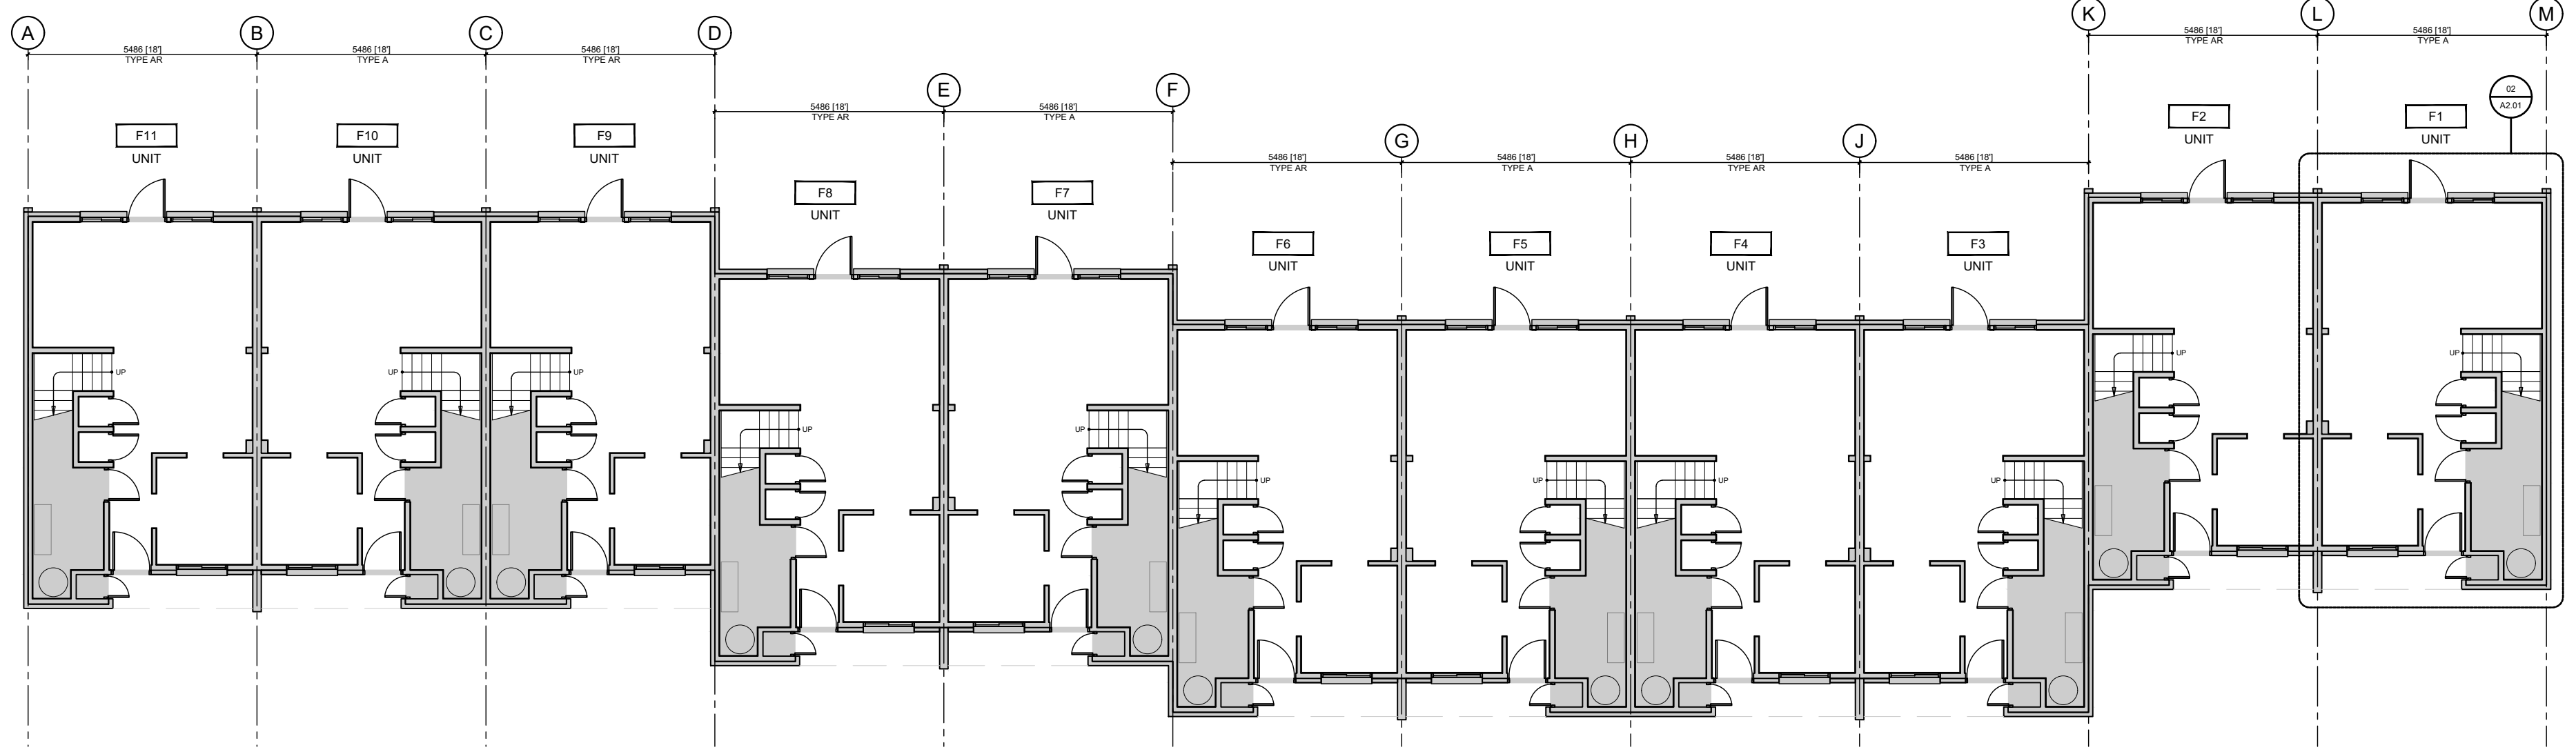 A B C D K L M
5486 [18'] 5486 [18'] 5486 [18'] 5486 [18'] 5486 [18']
TYPE AR TYPE A TYPE AR TYPE AR TYPE A
E F
5486 [18'] 5486 [18']
TYPE AR TYPE A
02
A2.01
F11 F10 F9 F2 F1
UNIT UNIT UNIT UNIT UNIT
G H J
5486 [18'] 5486 [18'] 5486 [18'] 5486 [18']
TYPE AR TYPE A TYPE AR TYPE A
F8 F7
UNIT UNIT
F6 F5 F4 F3
UNIT UNIT UNIT UNIT
UP UP
UP UP UP
UP UP
UP UP UP UP